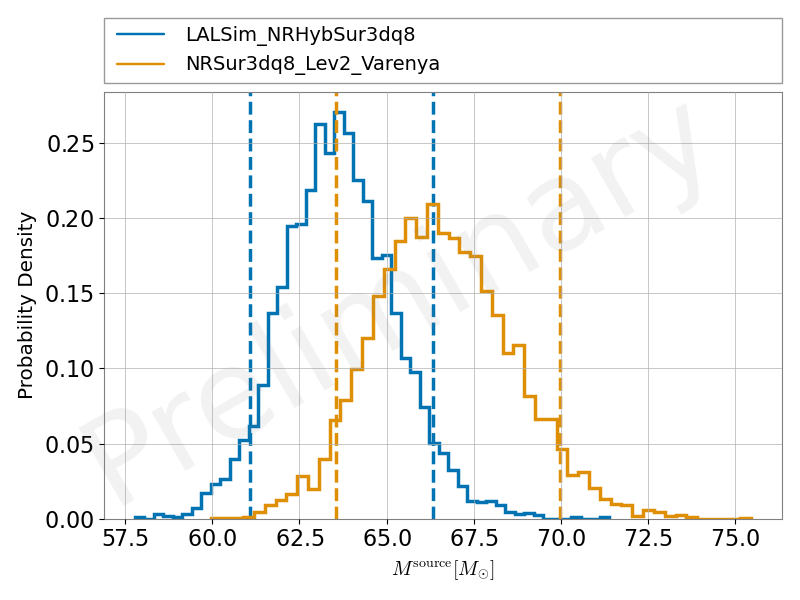 LALSim_NRHybSur3dq8
NRSur3dq8_Lev2_Varenya
Preliminary
Probability Density
0.25
0.20
0.15
0.10
0.05
0.00
57.5 60.0 62.5 65.0 67.5 70.0 72.5 75.0
M^source[M_⊙]